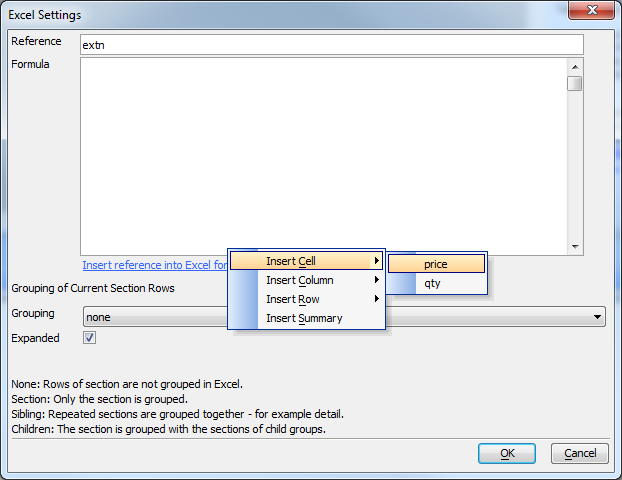 Excel Settings
Reference
extn
Formula
Insert reference into Excel for
Insert Cell
price
Insert Column
qty
Insert Row
Insert Summary
Grouping of Current Section Rows
Grouping
none
Expanded
None: Rows of section are not grouped in Excel.
Section: Only the section is grouped.
Sibling: Repeated sections are grouped together - for example detail.
Children: The section is grouped with the sections of child groups.
OK
Cancel